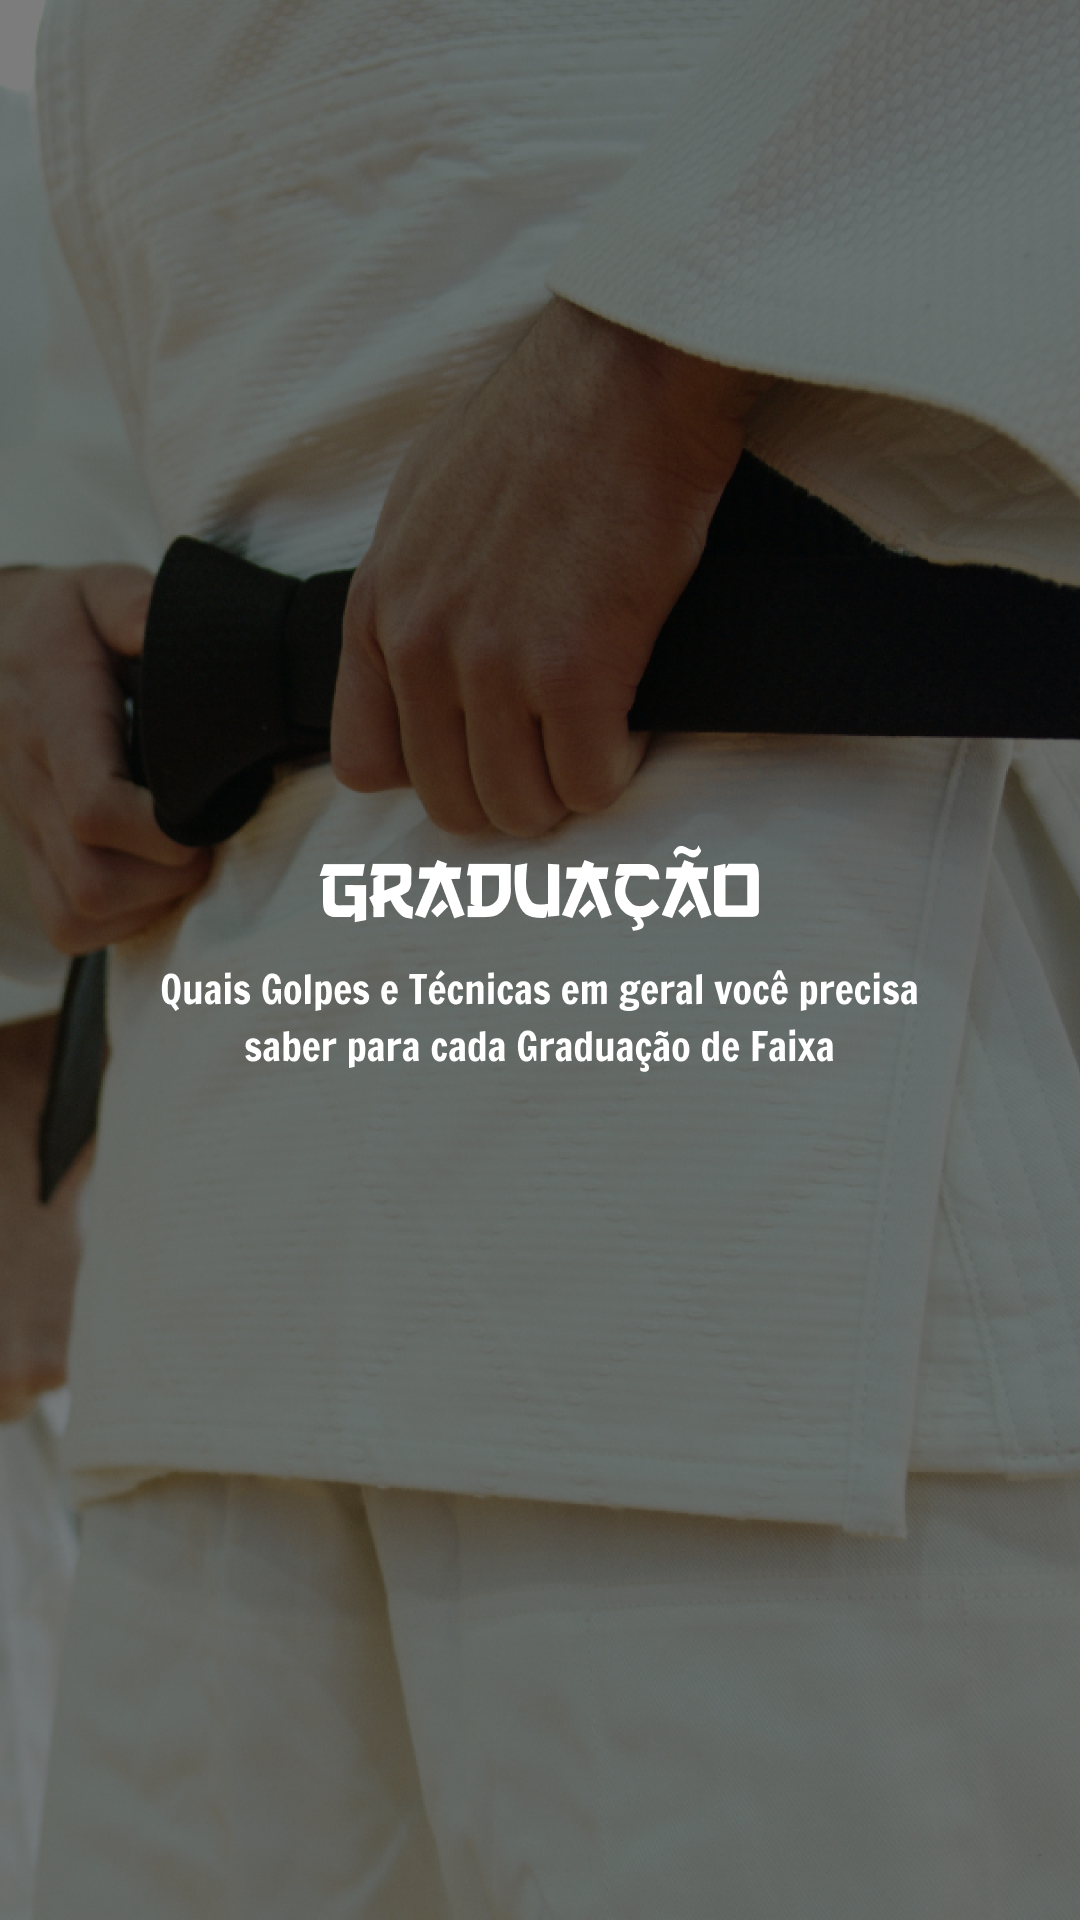 GRADUAÇÃO
Quais Golpes e Técnicas em geral você precisa
saber para cada Graduação de Faixa